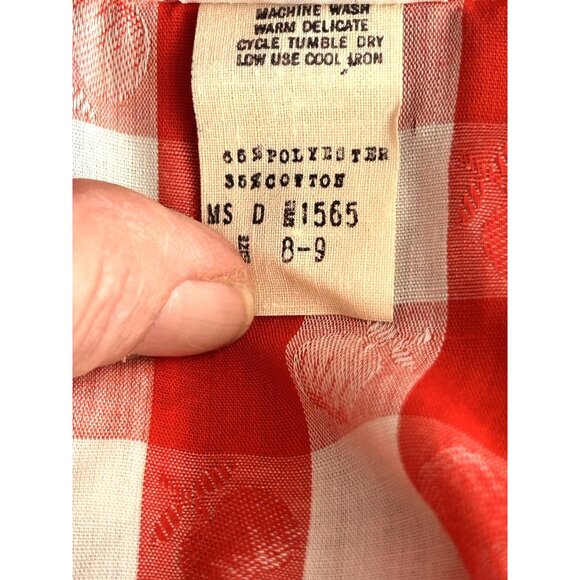 MACHINE WASH
WARM DELICATE
CYCLE TUMBLE DRY
LOW USE COOL IRON
65% POLYESTER
35% COTTON
MS D 1565
SIZE 8-9